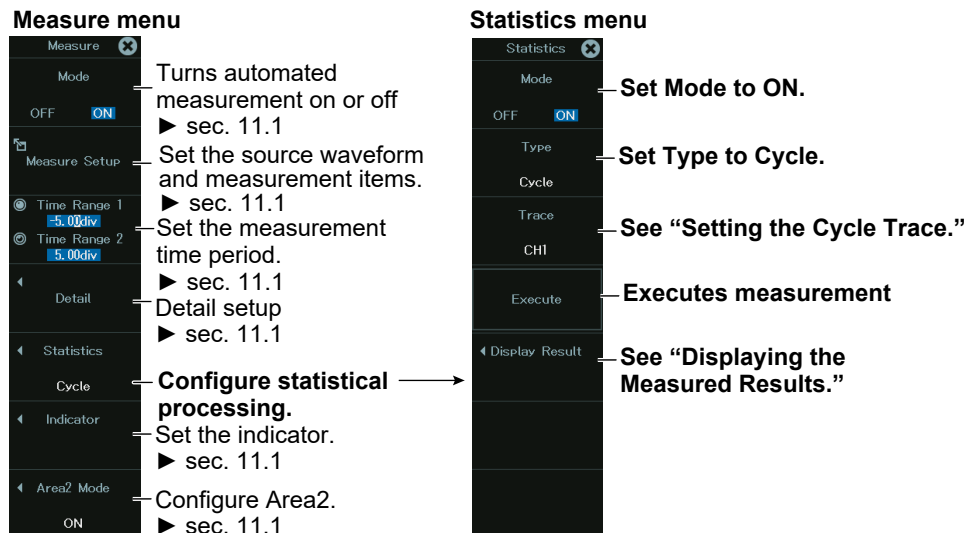 Measure menu
Measure
Mode
OFF ON
Turns automated
measurement on or off
► sec. 11.1
Measure Setup
Set the source waveform
and measurement items.
► sec. 11.1
Time Range 1
-5.00div
Time Range 2
5.00div
Set the measurement
time period.
► sec. 11.1
Detail
Detail setup
► sec. 11.1
Statistics
Cycle
Configure statistical
processing.
Indicator
Set the indicator.
► sec. 11.1
Area2 Mode
ON
Configure Area2.
► sec. 11.1
Statistics menu
Statistics
Mode
OFF ON
Set Mode to ON.
Type
Cycle
Set Type to Cycle.
Trace
CH1
See “Setting the Cycle Trace.”
Execute
Executes measurement
Display Result
See “Displaying the
Measured Results.”